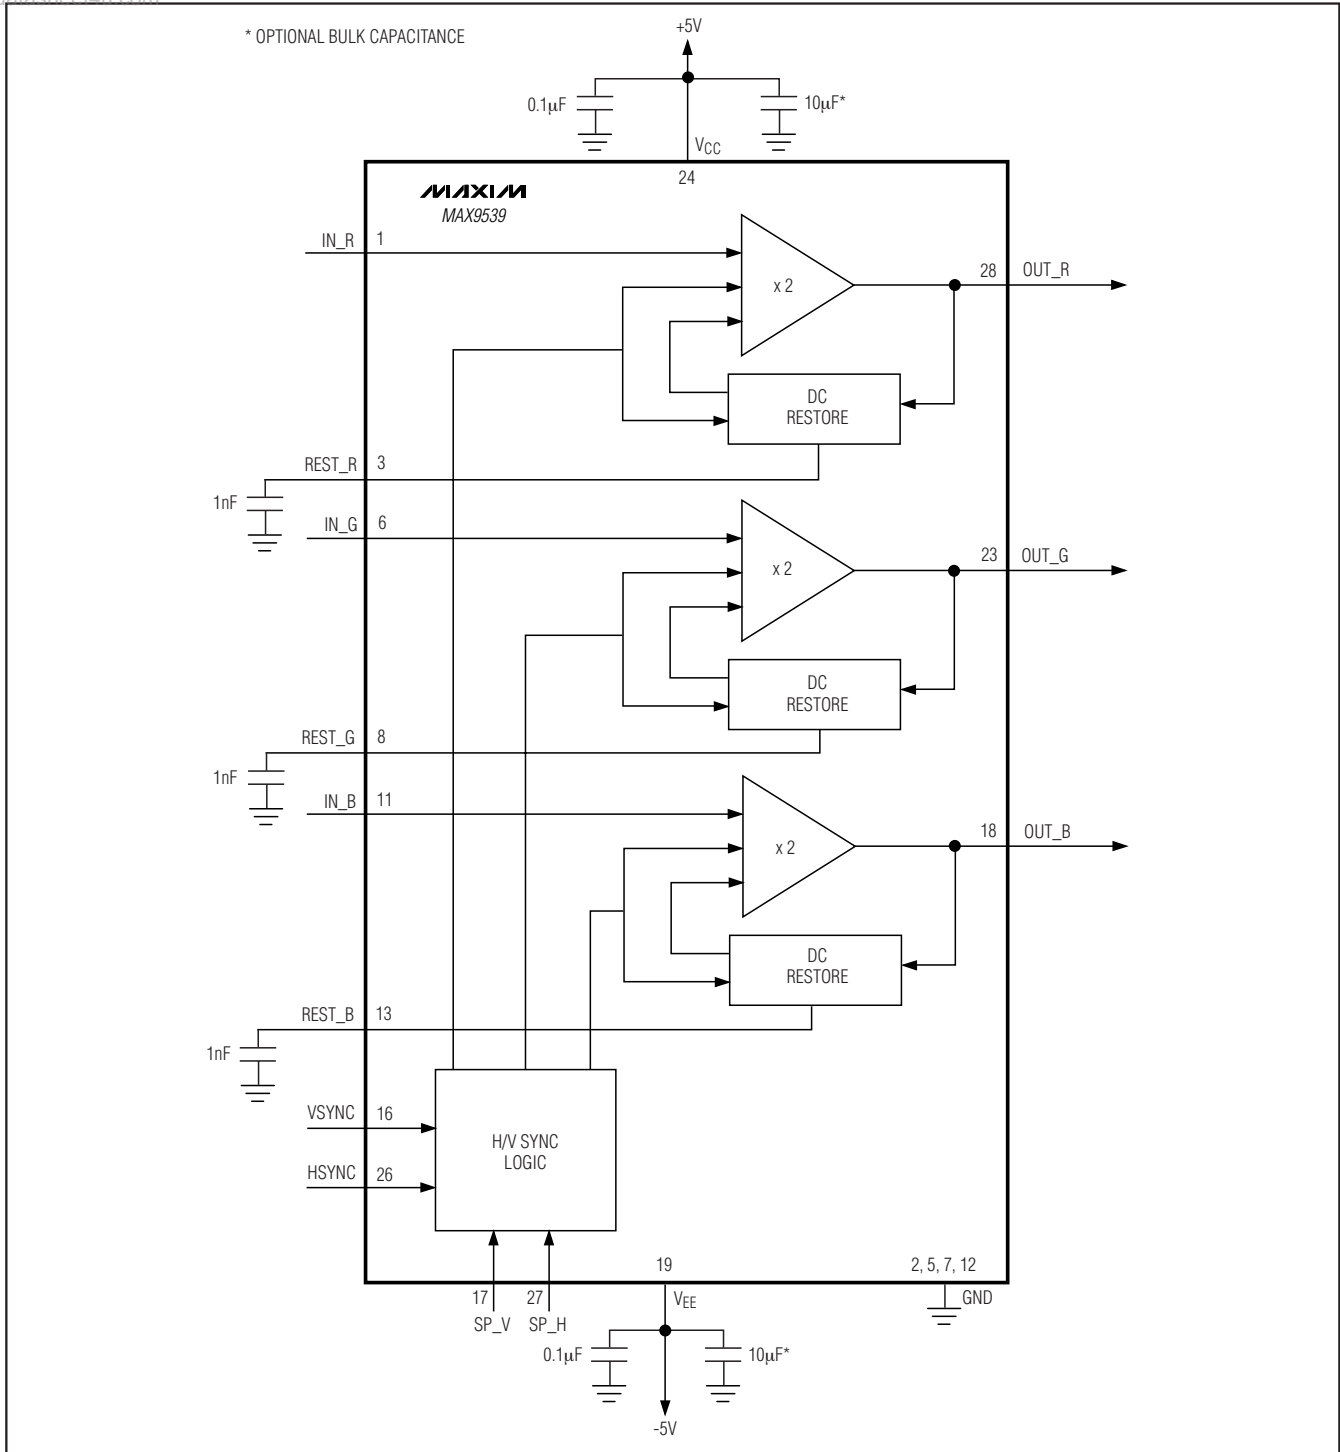 * OPTIONAL BULK CAPACITANCE
+5V
0.1µF
10µF*
VCC
24
MAXIM
MAX9539
IN_R 1
x 2
28 OUT_R
DC
RESTORE
REST_R 3
1nF
IN_G 6
x 2
23 OUT_G
DC
RESTORE
REST_G 8
1nF
IN_B 11
x 2
18 OUT_B
DC
RESTORE
REST_B 13
1nF
VSYNC 16
H/V SYNC
LOGIC
HSYNC 26
19
2, 5, 7, 12
17
27
VEE
GND
SP_V
SP_H
0.1µF
10µF*
-5V